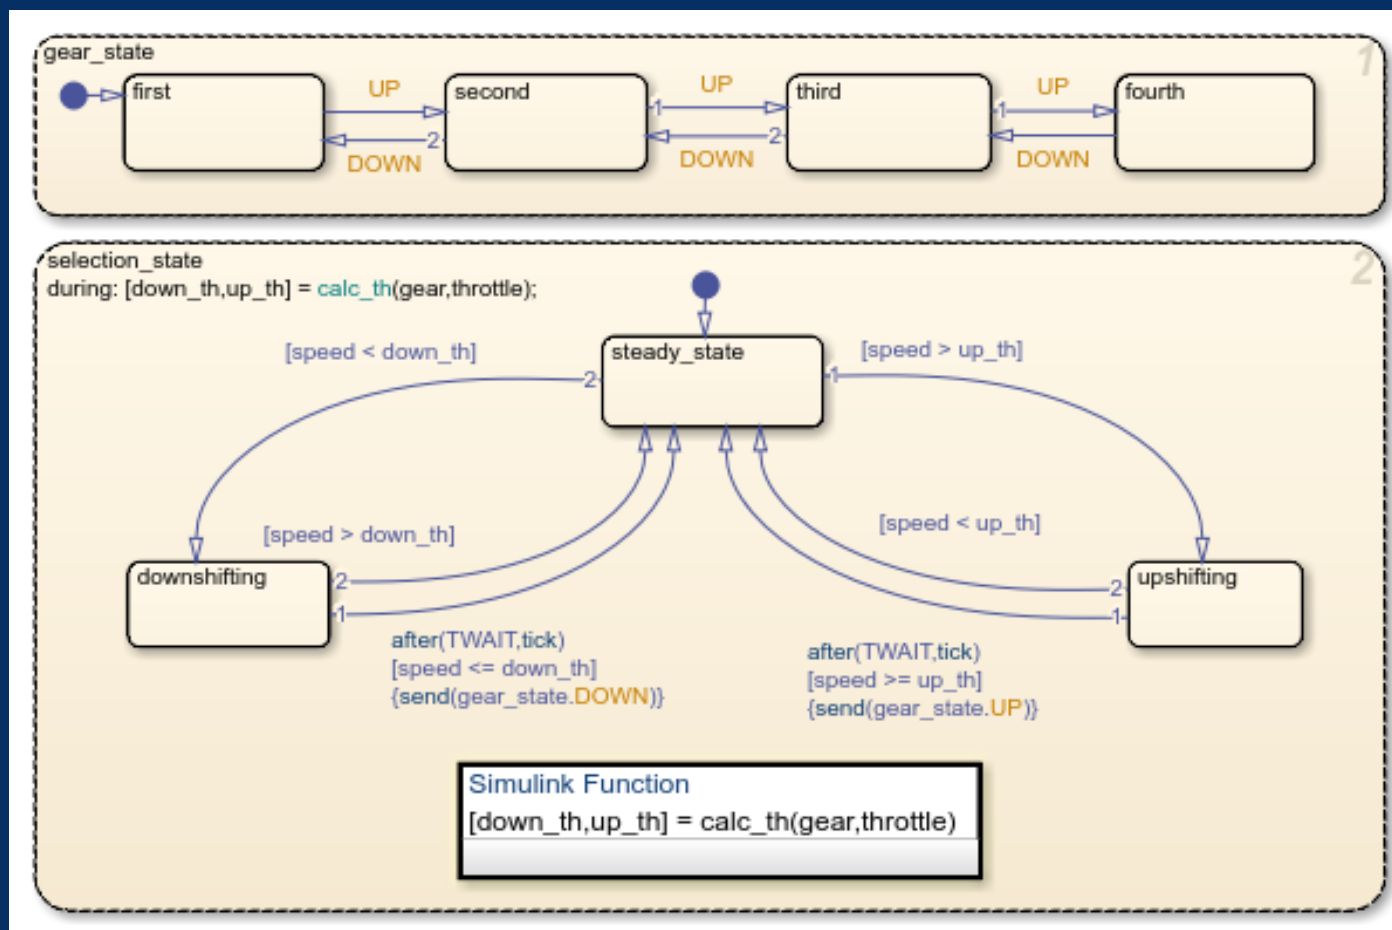 gear_state
1
first
UP
second
UP
third
UP
fourth
1
1
2
2
DOWN
DOWN
DOWN
selection_state
2
during: [down_th,up_th] = calc_th(gear,throttle);
[speed < down_th]
steady_state
[speed > up_th]
2
1
[speed > down_th]
[speed < up_th]
downshifting
upshifting
2
2
1
1
after(TWAIT,tick)
[speed <= down_th]
{send(gear_state.DOWN)}
after(TWAIT,tick)
[speed >= up_th]
{send(gear_state.UP)}
Simulink Function
[down_th,up_th] = calc_th(gear,throttle)